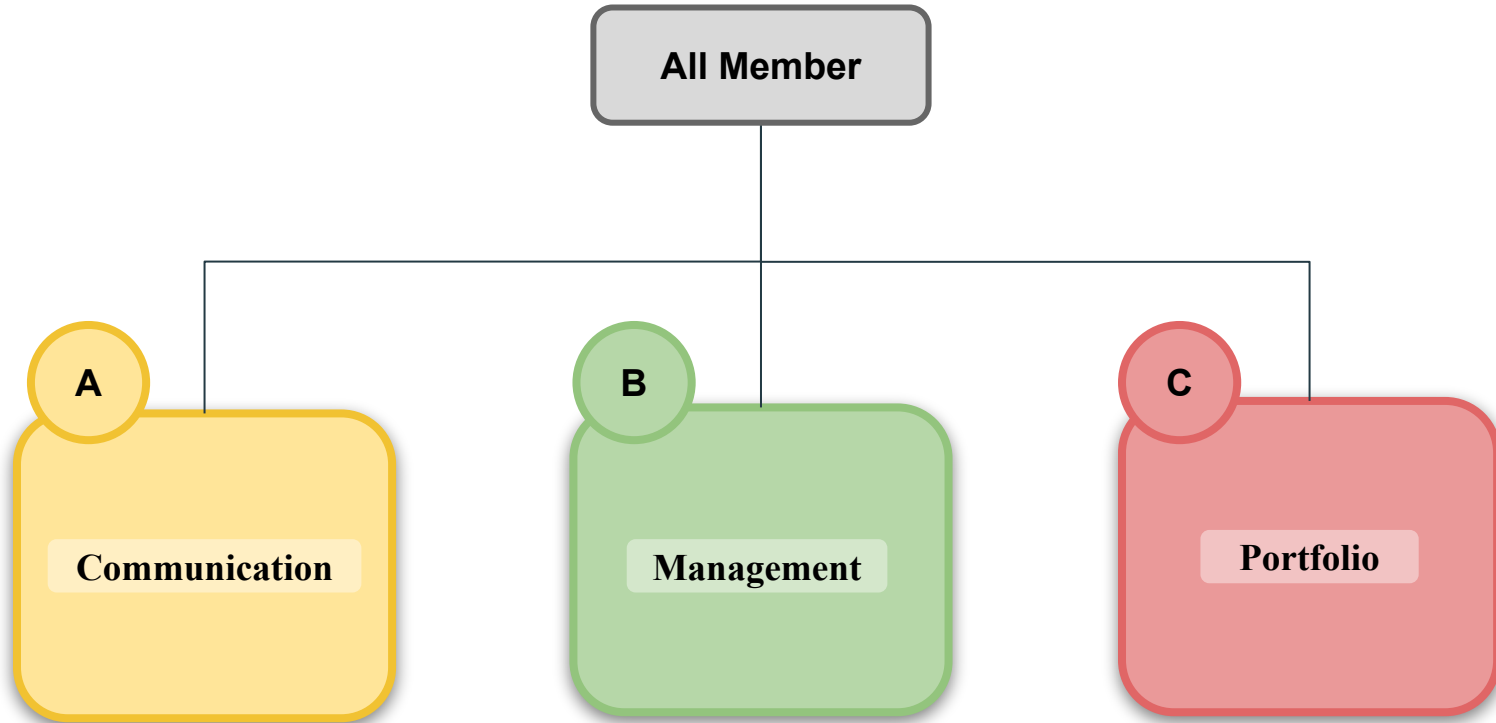 All Member
A
B
C
Communication
Management
Portfolio